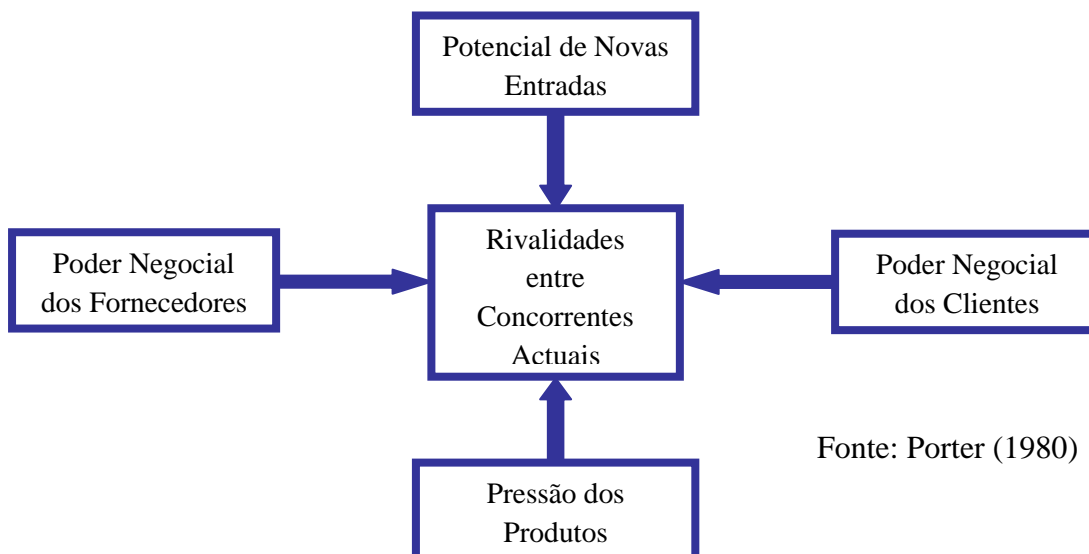 Potencial de Novas
Entradas
Poder Negocial
dos Fornecedores
Rivalidades
entre
Concorrentes
Actuais
Poder Negocial
dos Clientes
Fonte: Porter (1980)
Pressão dos
Produtos